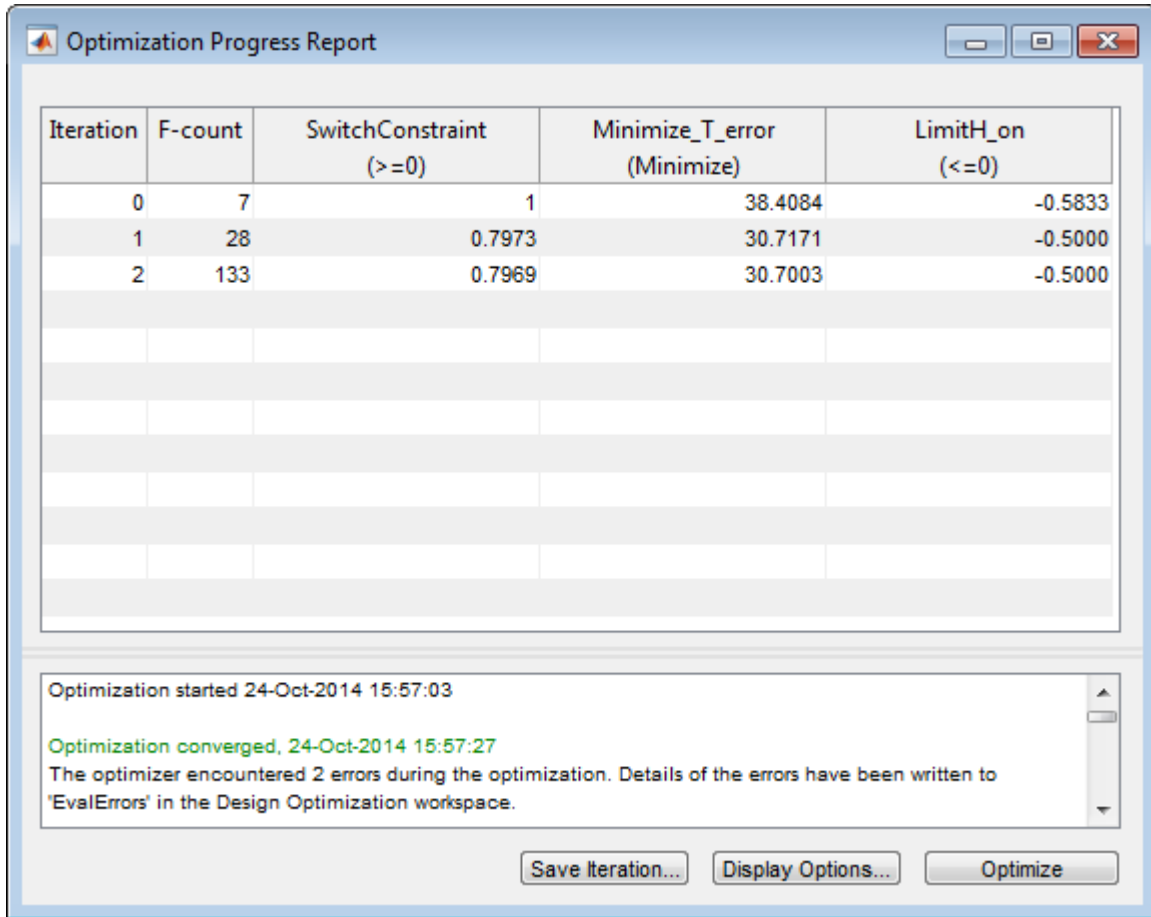 Optimization Progress Report
Iteration F-count SwitchConstraint Minimize_T_error LimitH_on
(>=0) (Minimize) (<=0)
0 7 1 38.4084 -0.5833
1 28 0.7973 30.7171 -0.5000
2 133 0.7969 30.7003 -0.5000
Optimization started 24-Oct-2014 15:57:03
Optimization converged, 24-Oct-2014 15:57:27
The optimizer encountered 2 errors during the optimization. Details of the errors have been written to
'EvalErrors' in the Design Optimization workspace.
Save Iteration... Display Options... Optimize